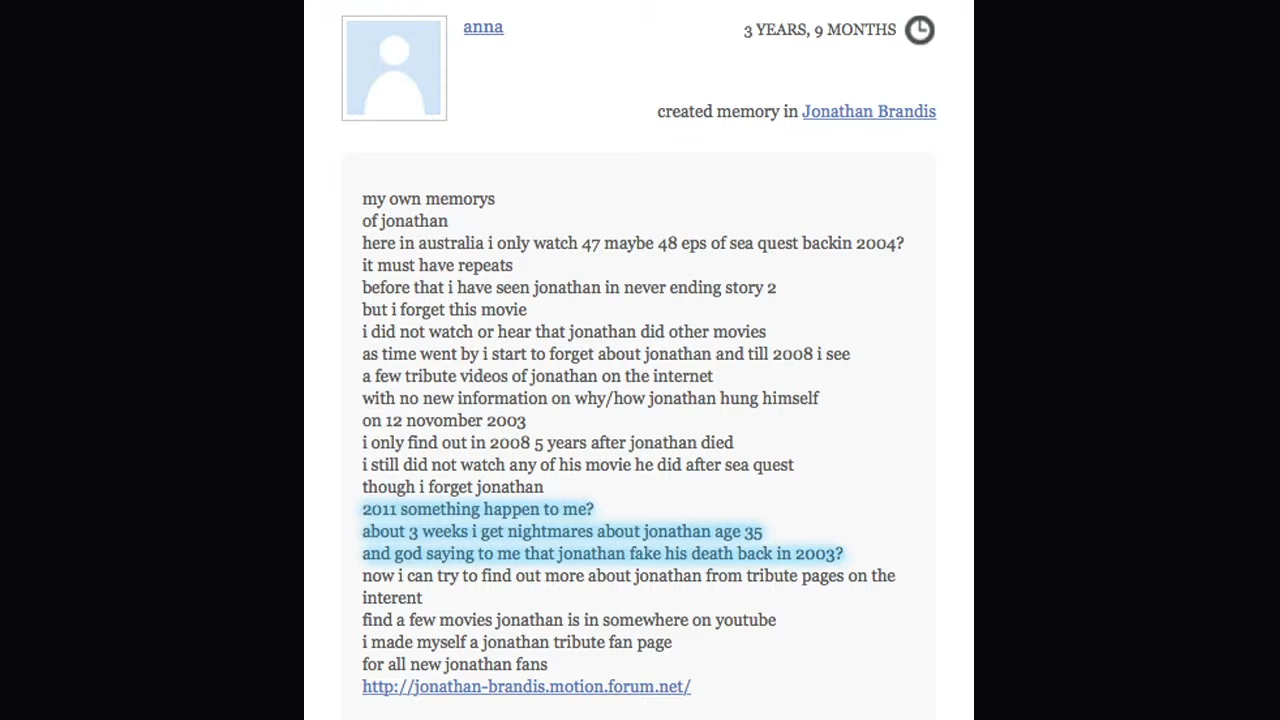 anna
3 YEARS, 9 MONTHS
created memory in Jonathan Brandis
my own memorys
of jonathan
here in australia i only watch 47 maybe 48 eps of sea quest backin 2004?
it must have repeats
before that i have seen jonathan in never ending story 2
but i forget this movie
i did not watch or hear that jonathan did other movies
as time went by i start to forget about jonathan and till 2008 i see
a few tribute videos of jonathan on the internet
with no new information on why/how jonathan hung himself
on 12 novomber 2003
i only find out in 2008 5 years after jonathan died
i still did not watch any of his movie he did after sea quest
though i forget jonathan
2011 something happen to me?
about 3 weeks i get nightmares about jonathan age 35
and god saying to me that jonathan fake his death back in 2003?
now i can try to find out more about jonathan from tribute pages on the
interent
find a few movies jonathan is in somewhere on youtube
i made myself a jonathan tribute fan page
for all new jonathan fans
http://jonathan-brandis.motion.forum.net/